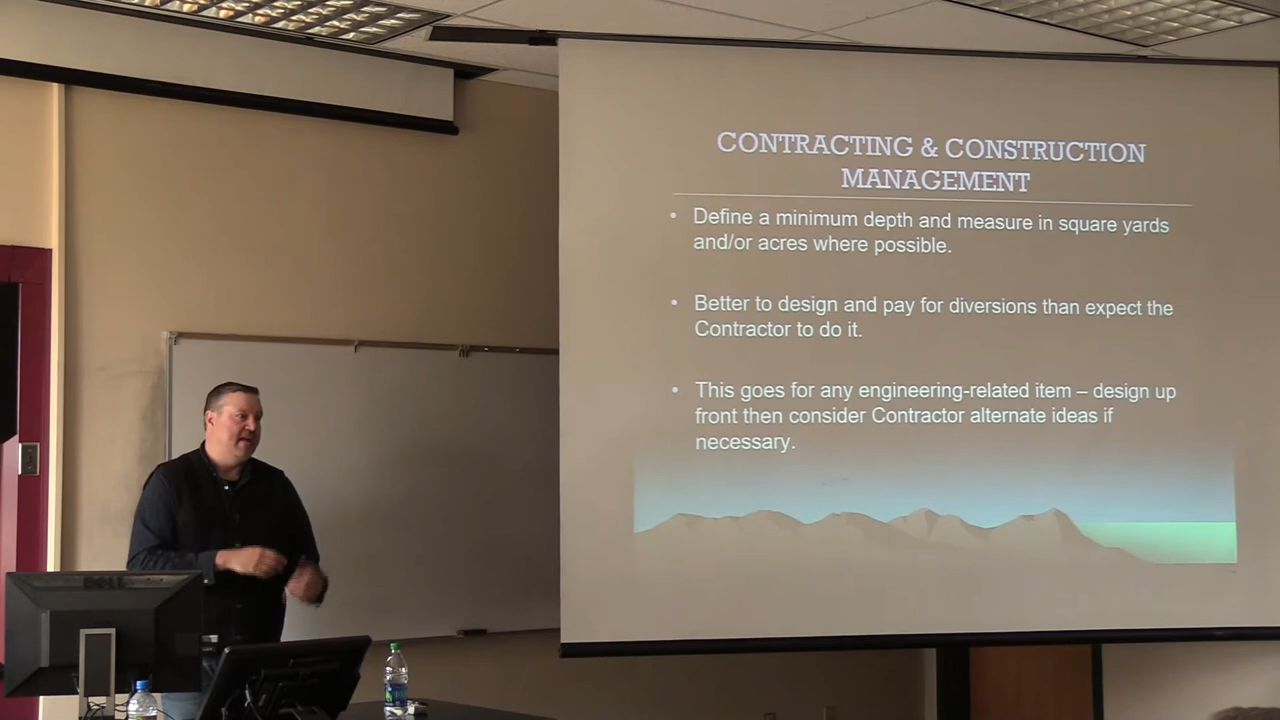 CONTRACTING & CONSTRUCTION
MANAGEMENT
• Define a minimum depth and measure in square yards
and/or acres where possible.
• Better to design and pay for diversions than expect the
Contractor to do it.
• This goes for any engineering-related item – design up
front then consider Contractor alternate ideas if
necessary.
DELL